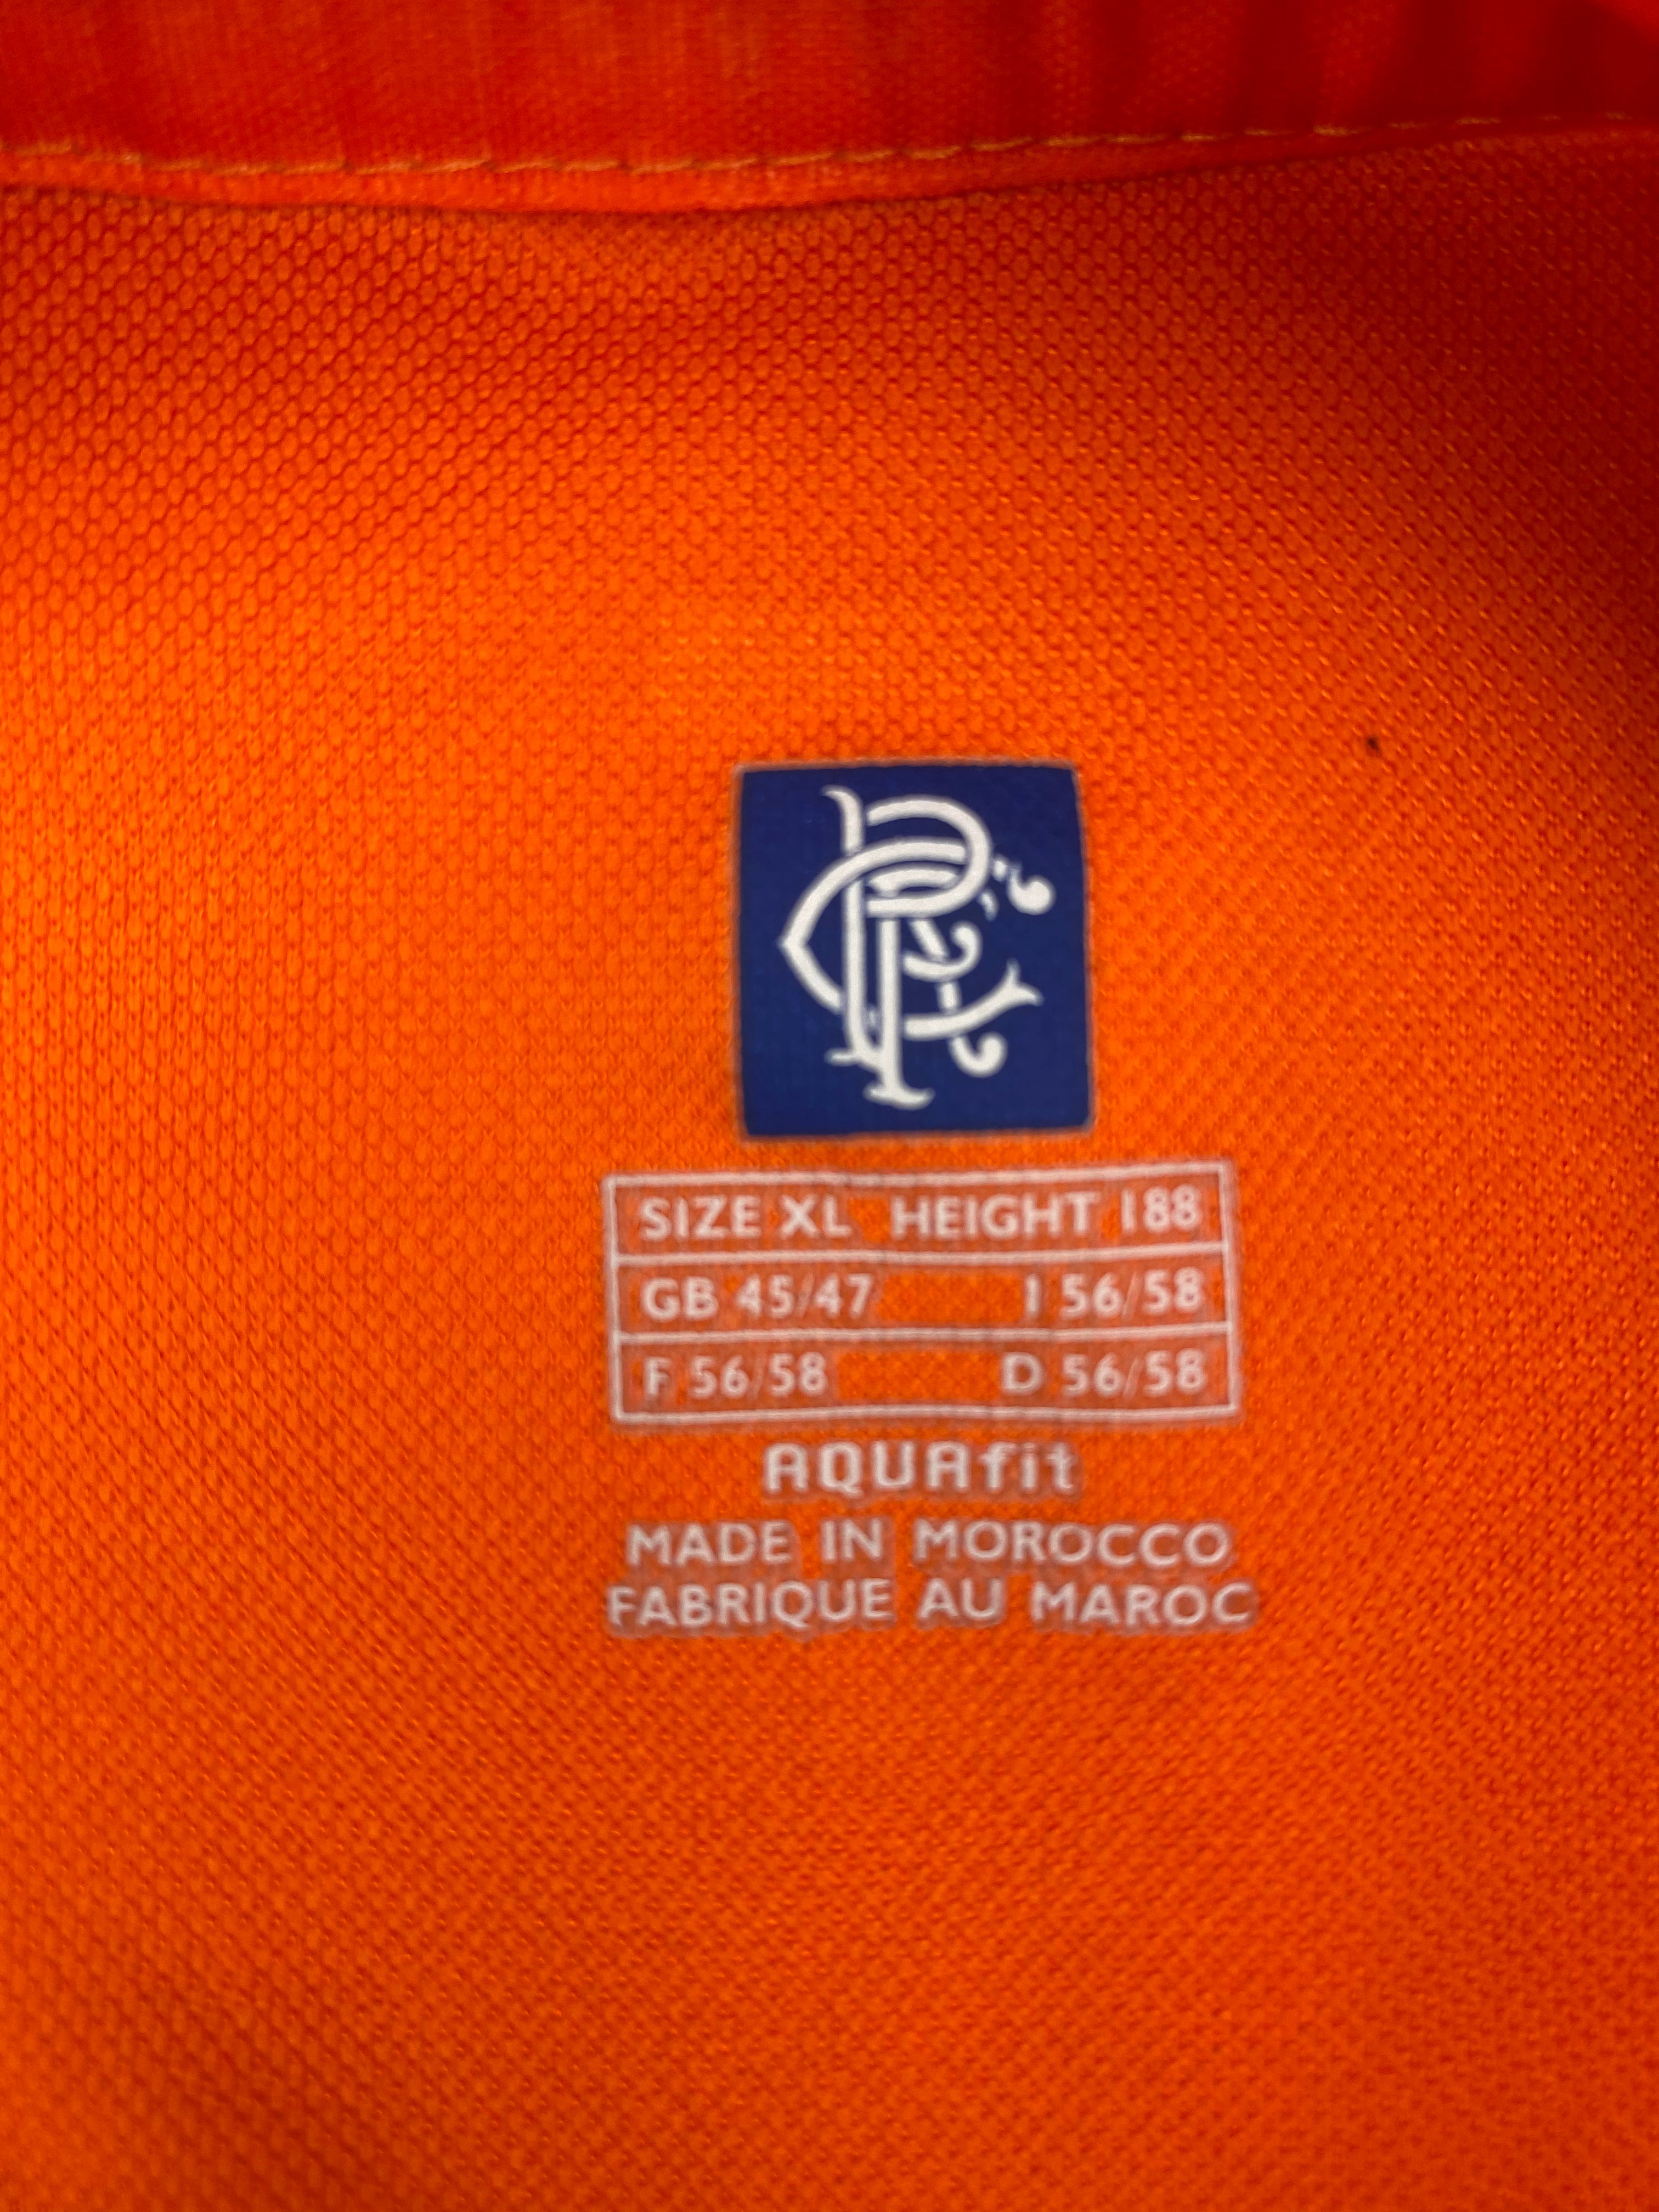 RFC
SIZE XL HEIGHT 188
GB 45/47 I 56/58
F 56/58 D 56/58
AQUAfit
MADE IN MOROCCO
FABRIQUE AU MAROC